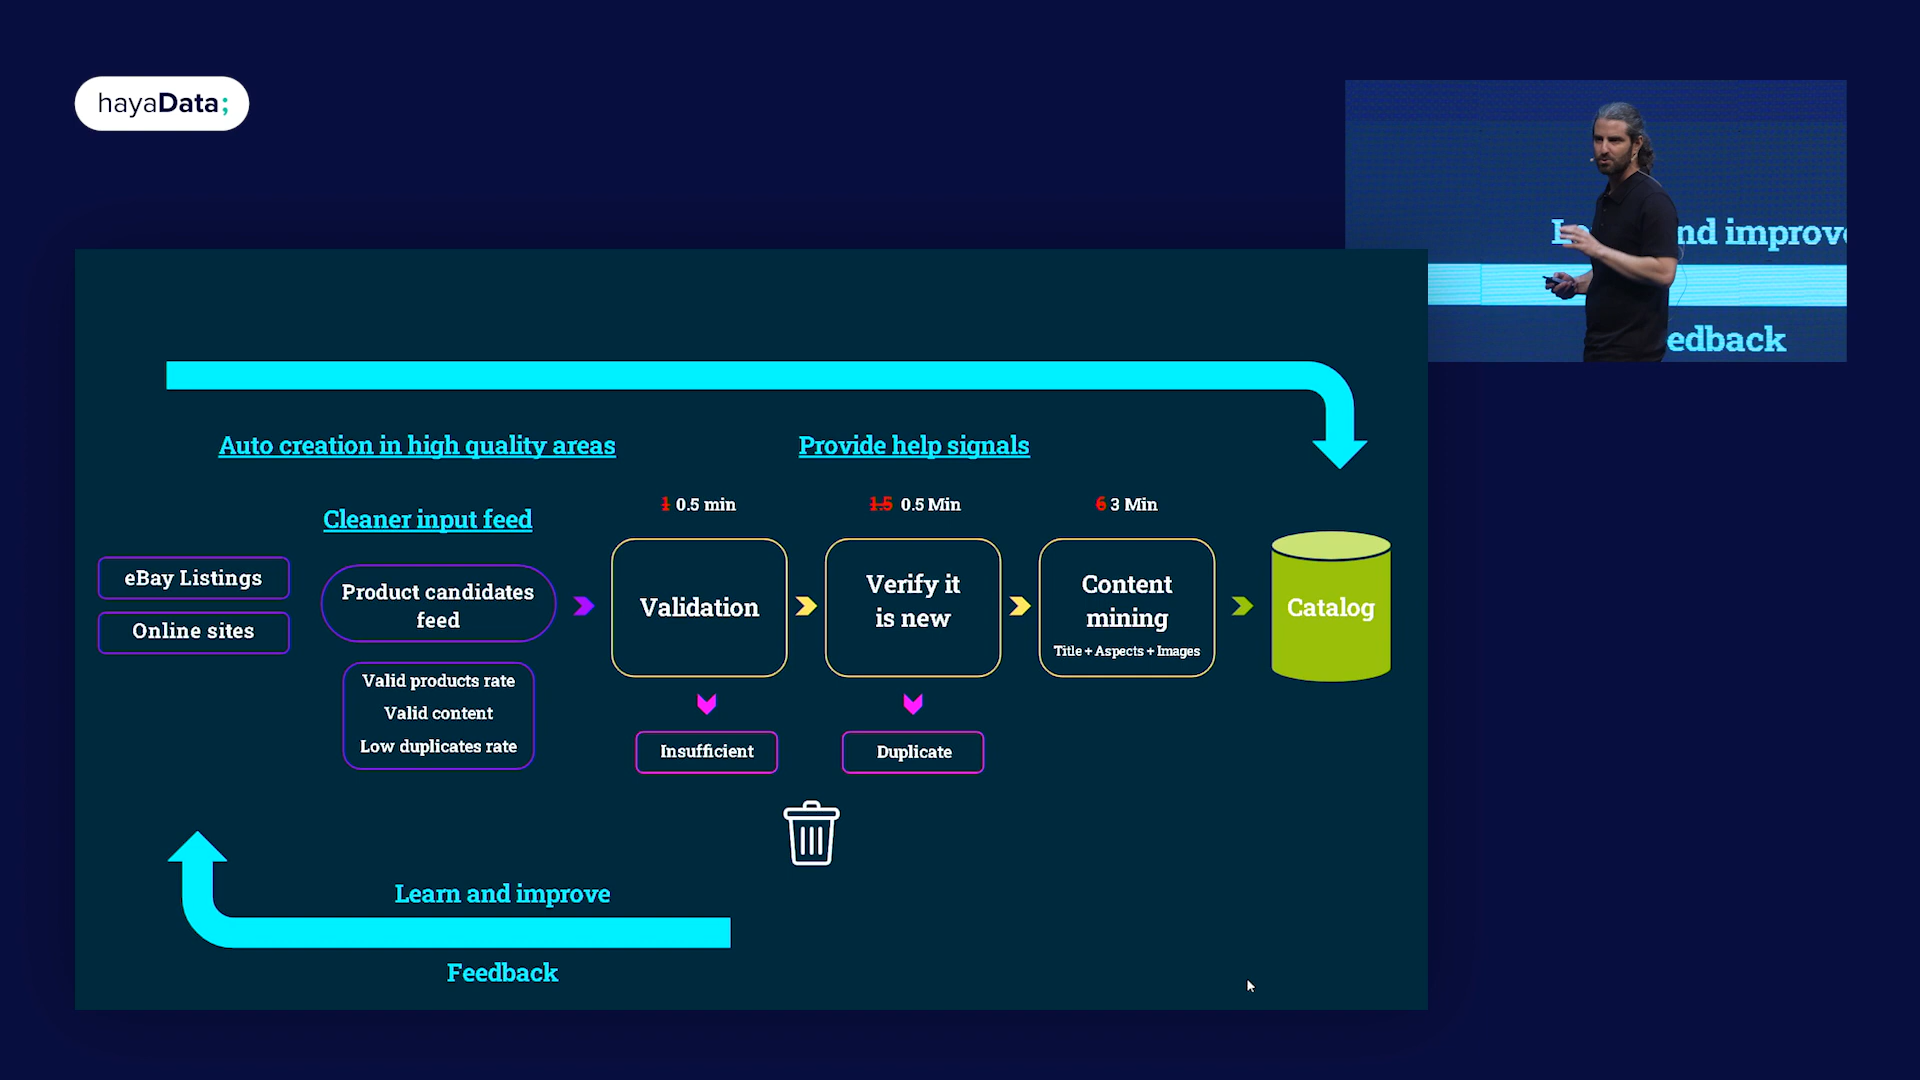 hayaData;
nd improve
edback
Auto creation in high quality areas
Provide help signals
Cleaner input feed
1 0.5 min
1.5 0.5 Min
6 3 Min
eBay Listings
Online sites
Product candidates
feed
Valid products rate
Valid content
Low duplicates rate
Validation
Verify it
is new
Content
mining
Title + Aspects + Images
Catalog
Insufficient
Duplicate
Learn and improve
Feedback